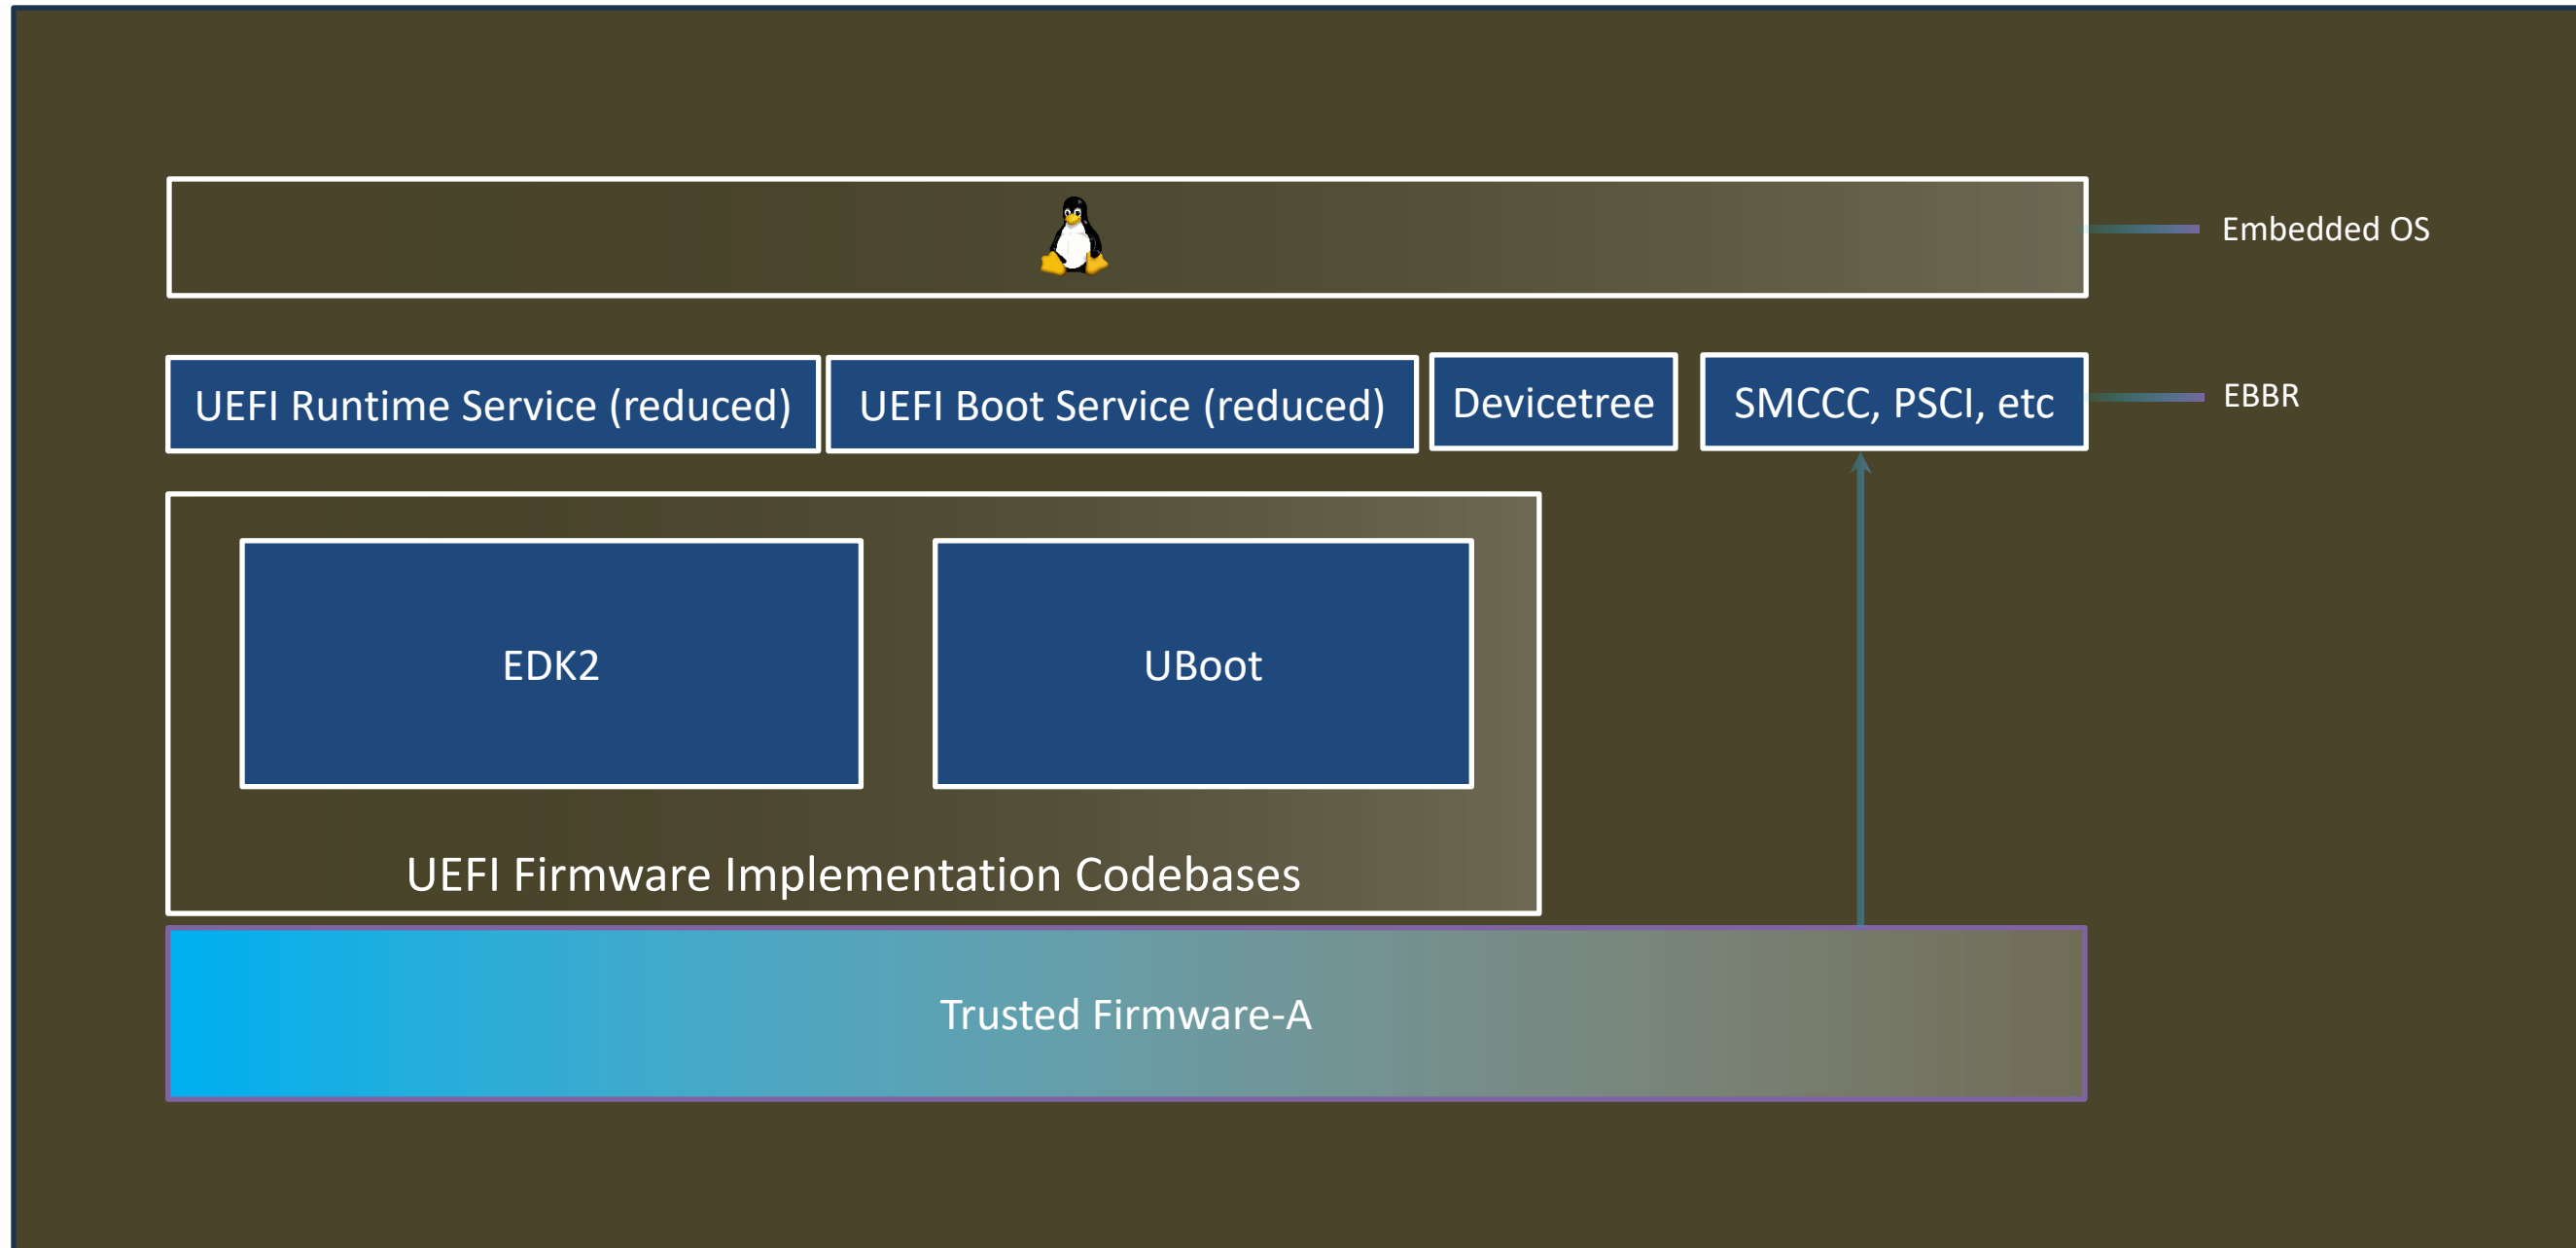 Embedded OS
UEFI Runtime Service (reduced)
UEFI Boot Service (reduced)
Devicetree
SMCCC, PSCI, etc
EBBR
EDK2
UBoot
UEFI Firmware Implementation Codebases
Trusted Firmware-A